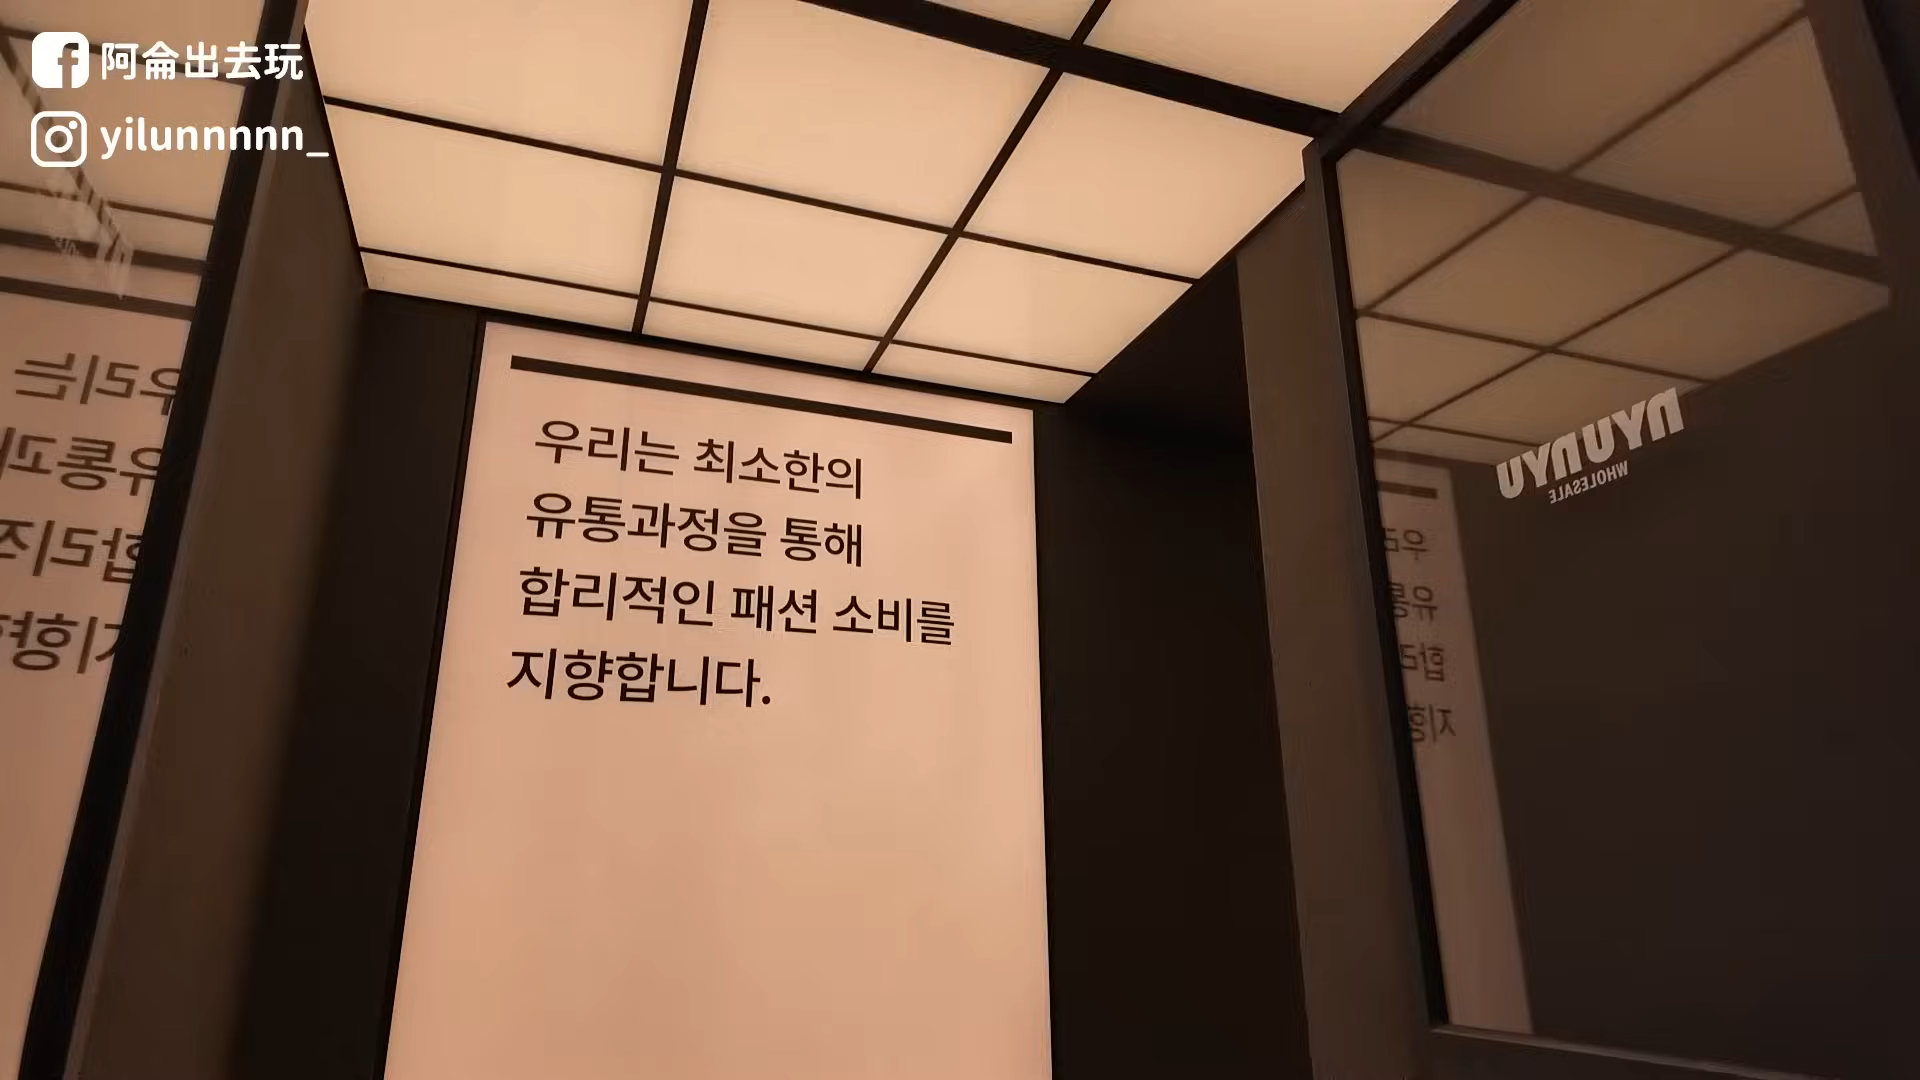 阿侖出去玩
yilunnnnn_
우리는 최소한의
유통과정을 통해
합리적인 패션 소비를
지향합니다.
NYUNYU
WHOLESALE